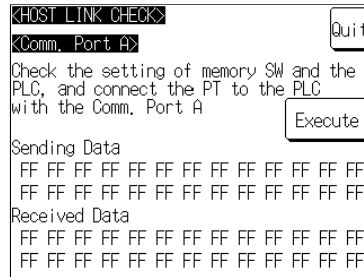 <HOST LINK CHECK>
Quit
<Comm. Port A>
Check the setting of memory SW and the
PLC, and connect the PT to the PLC
with the Comm. Port A
Execute
Sending Data
FF FF FF FF FF FF FF FF FF FF FF FF FF
FF FF FF FF FF FF FF FF FF FF FF FF FF
Received Data
FF FF FF FF FF FF FF FF FF FF FF FF FF
FF FF FF FF FF FF FF FF FF FF FF FF FF